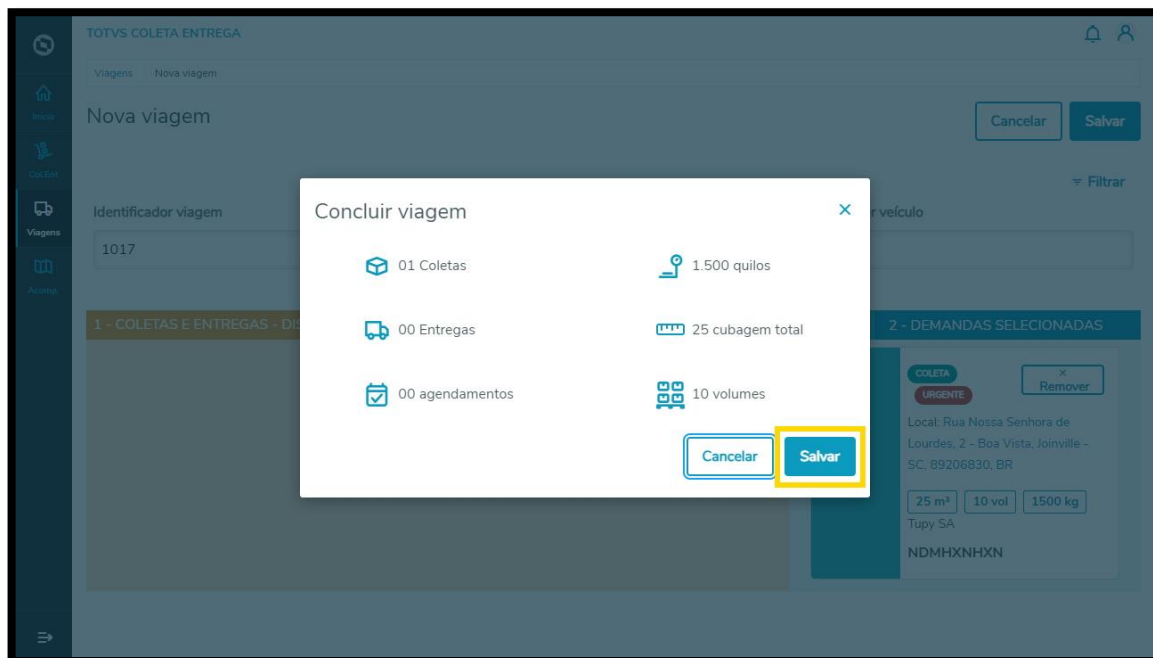 TOTVS COLETA ENTREGA
Viagens Nova viagem
Início
Nova viagem
Cancelar
Salvar
Col.Ent
Filtrar
Viagens
Identificador viagem
r veículo
1017
Concluir viagem
×
01 Coletas
1.500 quilos
00 Entregas
25 cubagem total
00 agendamentos
10 volumes
Cancelar
Salvar
1 - COLETAS E ENTREGAS - DIS
2 - DEMANDAS SELECIONADAS
COLETA
URGENTE
× Remover
Local: Rua Nossa Senhora de
Lourdes, 2 - Boa Vista, Joinville -
SC, 89206830, BR
25 m³ 10 vol 1500 kg
Tupy SA
NDMHXNHXN